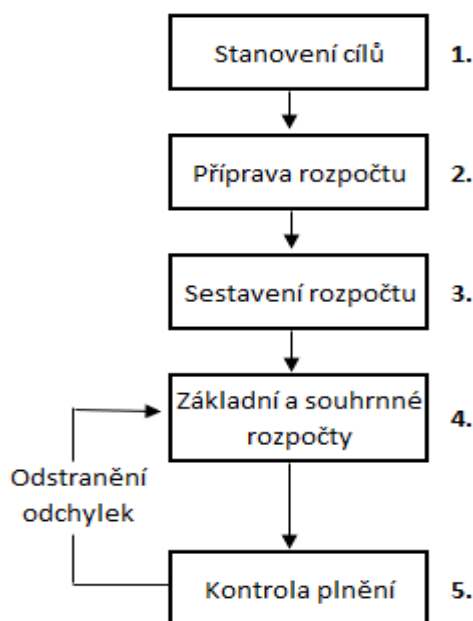 Stanovení cílů 1.
Příprava rozpočtu 2.
Sestavení rozpočtu 3.
Základní a souhrnné
rozpočty 4.
Odstranění
odchylek
Kontrola plnění 5.